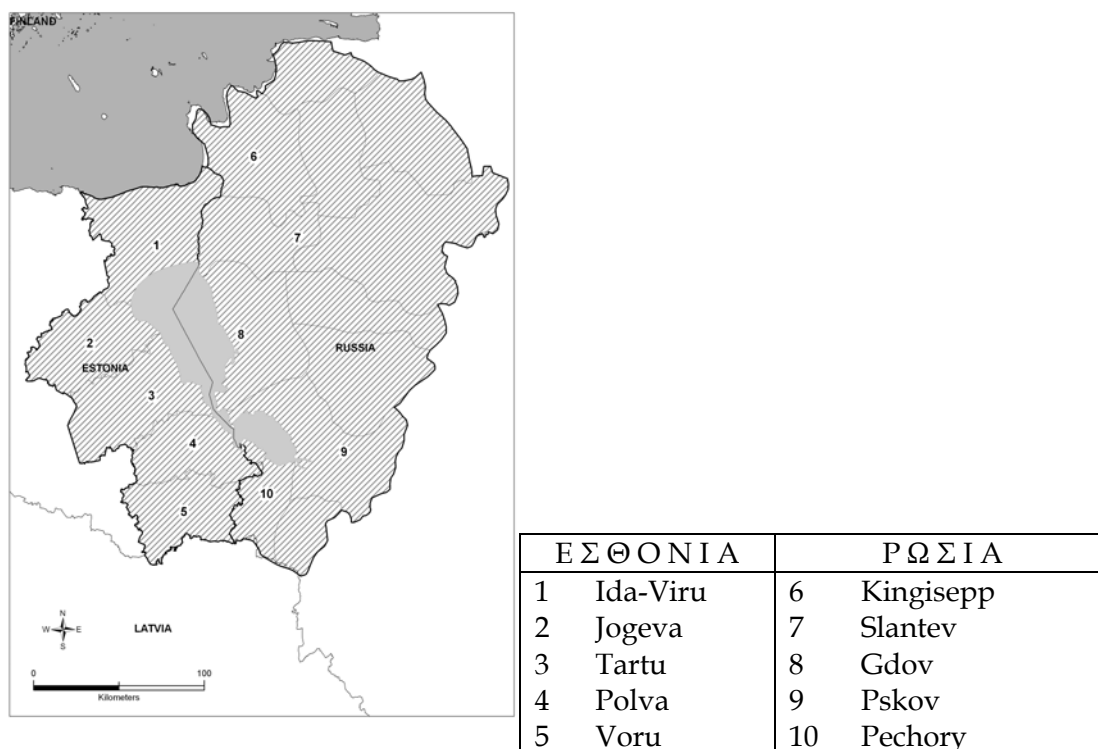 FINLAND
6
1
7
2
8
ESTONIA
RUSSIA
3
4
9
10
5
N
W E
S
LATVIA
0 100
Kilometers
Ε Σ Θ Ο Ν Ι Α Ρ Ω Σ Ι Α
1 Ida-Viru 6 Kingisepp
2 Jogeva 7 Slantev
3 Tartu 8 Gdov
4 Polva 9 Pskov
5 Voru 10 Pechory